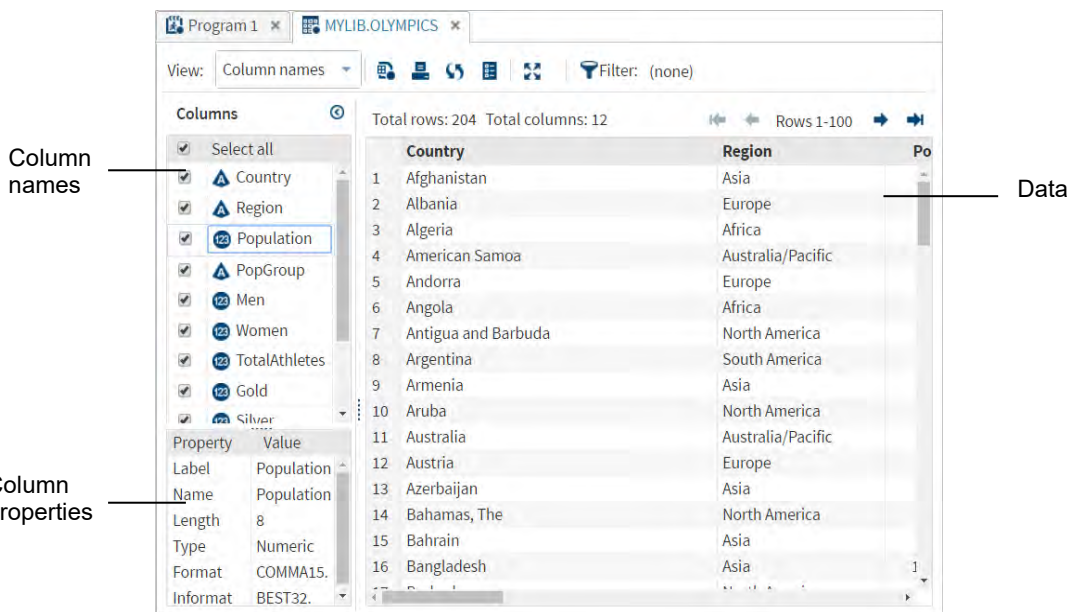 Program 1 × MYLIB.OLYMPICS ×
View: Column names Filter: (none)
Columns
Select all
Country
Region
Population
PopGroup
Men
Women
TotalAthletes
Gold
Silver
Property Value
Label Population
Name Population
Length 8
Type Numeric
Format COMMA15.
Informat BEST32.
Total rows: 204 Total columns: 12 Rows 1-100
Country Region Po
1 Afghanistan Asia
2 Albania Europe
3 Algeria Africa
4 American Samoa Australia/Pacific
5 Andorra Europe
6 Angola Africa
7 Antigua and Barbuda North America
8 Argentina South America
9 Armenia Asia
10 Aruba North America
11 Australia Australia/Pacific
12 Austria Europe
13 Azerbaijan Asia
14 Bahamas, The North America
15 Bahrain Asia
16 Bangladesh Asia 1
Column
names
Column
roperties
Data